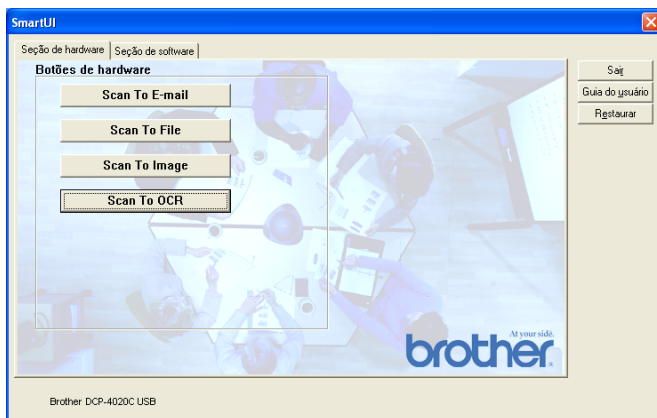 SmartUI
Seção de hardware
Seção de software
Botões de hardware
Scan To E-mail
Scan To File
Scan To Image
Scan To OCR
Sair
Guia do usuário
Restaurar
At your side.
brother.
Brother DCP-4020C USB